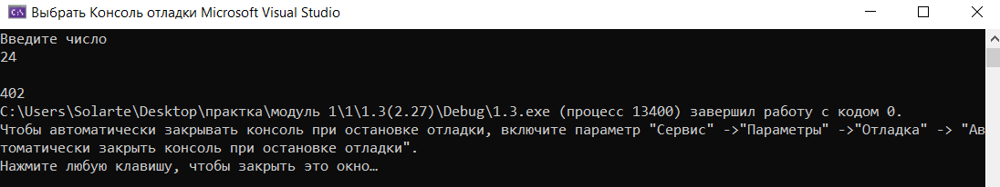 C:\ Выбрать Консоль отладки Microsoft Visual Studio
Введите число
24
402
C:\Users\Solarte\Desktop\практка\модуль 1\1\1.3(2.27)\Debug\1.3.exe (процесс 13400) завершил работу с кодом 0.
Чтобы автоматически закрывать консоль при остановке отладки, включите параметр "Сервис" ->"Параметры" ->"Отладка" -> "Ав
томатически закрыть консоль при остановке отладки".
Нажмите любую клавишу, чтобы закрыть это окно…